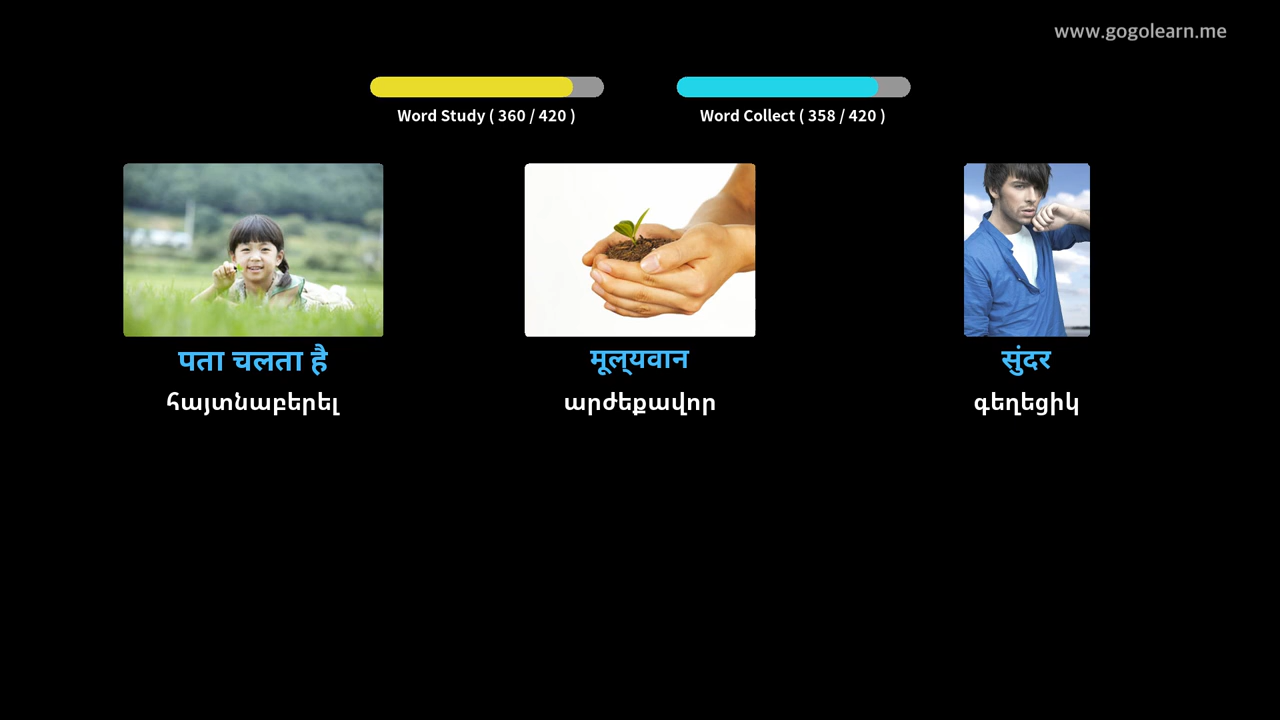 www.gogolearn.me
Word Study ( 360 / 420 )
Word Collect ( 358 / 420 )
पता चलता है
मूल्यवान
सुंदर
հայտնաբերել
արժեքավոր
գեղեցիկ